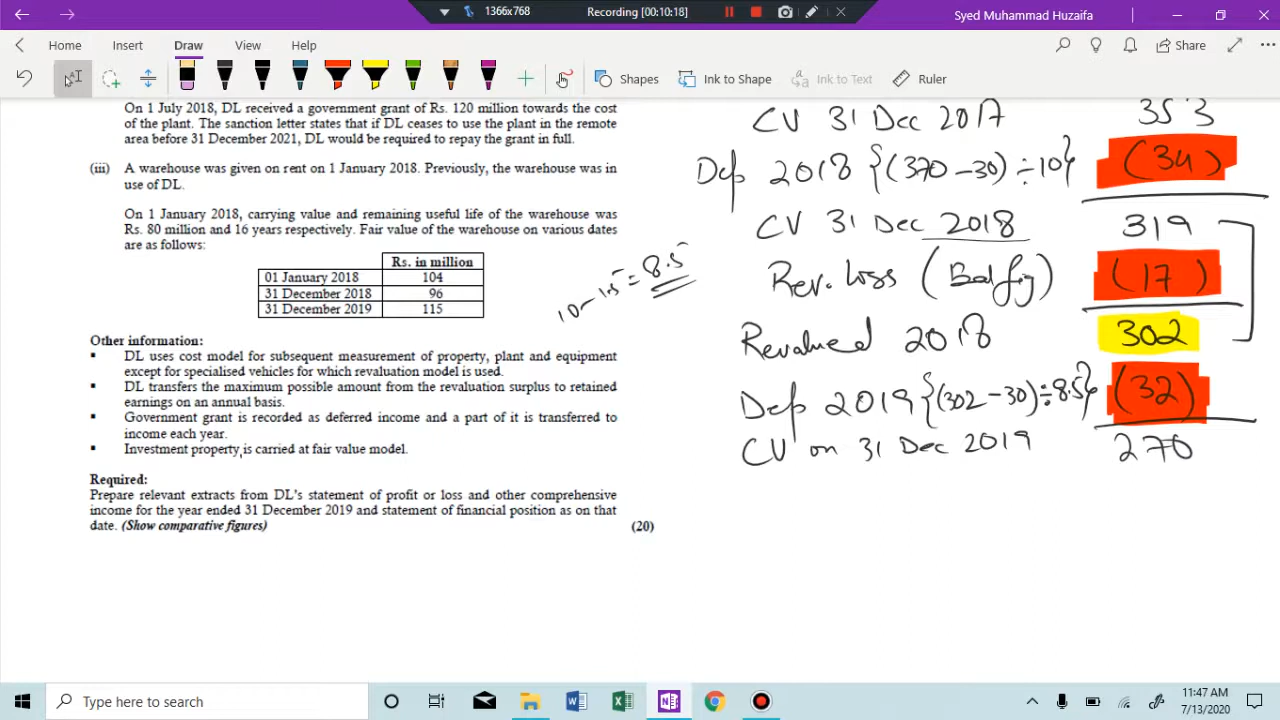 1366x768
Recording [00:10:18]
Syed Muhammad Huzaifa
Home Insert Draw View Help
Share
Shapes Ink to Shape Ink to Text Ruler
On 1 July 2018, DL received a government grant of Rs. 120 million towards the cost
of the plant. The sanction letter states that if DL ceases to use the plant in the remote
area before 31 December 2021, DL would be required to repay the grant in full.
(iii) A warehouse was given on rent on 1 January 2018. Previously, the warehouse was in
use of DL.
On 1 January 2018, carrying value and remaining useful life of the warehouse was
Rs. 80 million and 16 years respectively. Fair value of the warehouse on various dates
are as follows:
Rs. in million
01 January 2018 104
31 December 2018 96
31 December 2019 115
Other information:
▪ DL uses cost model for subsequent measurement of property, plant and equipment
except for specialised vehicles for which revaluation model is used.
▪ DL transfers the maximum possible amount from the revaluation surplus to retained
earnings on an annual basis.
▪ Government grant is recorded as deferred income and a part of it is transferred to
income each year.
▪ Investment property is carried at fair value model.
Required:
Prepare relevant extracts from DL's statement of profit or loss and other comprehensive
income for the year ended 31 December 2019 and statement of financial position as on that
date. (Show comparative figures) (20)
CV 31 Dec 2017 353
Dep 2018 {(370-30)÷10} (34)
CV 31 Dec 2018 319
Rev. Loss (Bal fig) (17)
10-1.5=8.5
Revalued 2018 302
Dep 2019 {(302-30)÷8.5} (32)
CV on 31 Dec 2019 270
Type here to search
11:47 AM
7/13/2020